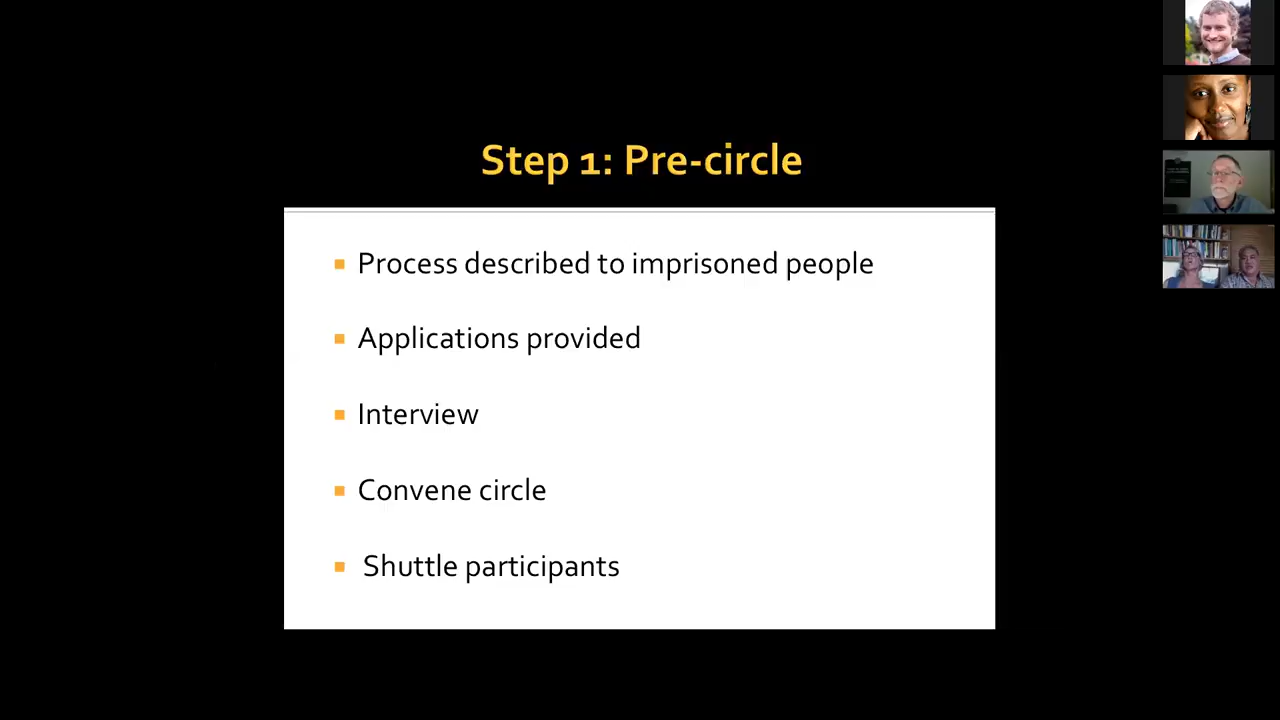 Step 1: Pre-circle
Process described to imprisoned people
Applications provided
Interview
Convene circle
Shuttle participants